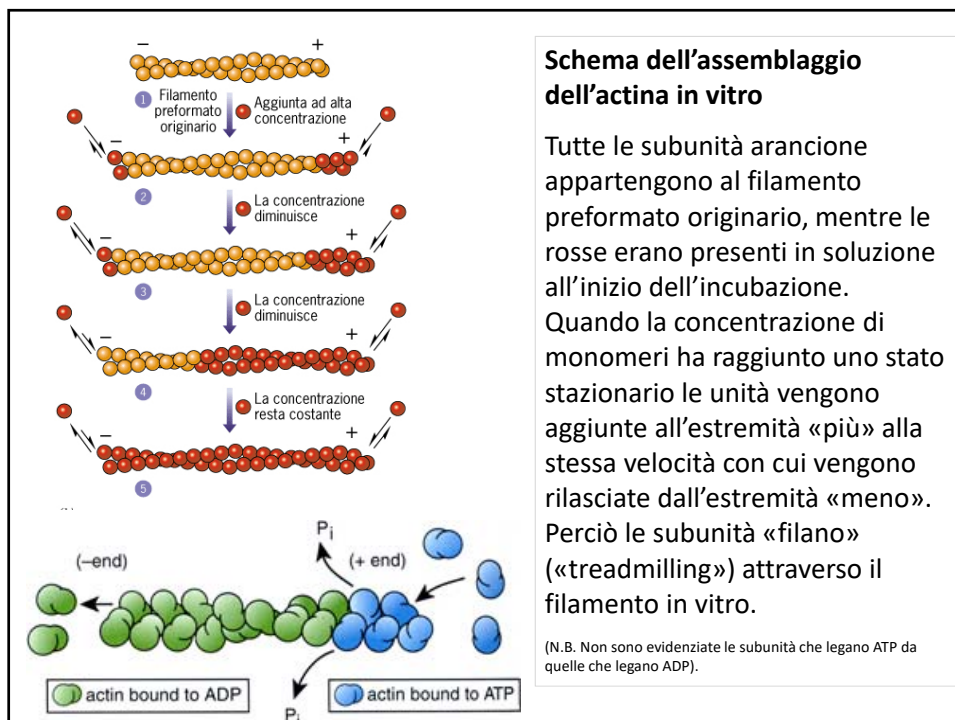 −
+
1
Filamento
preformato
originario
Aggiunta ad alta
concentrazione
−
+
2
La concentrazione
diminuisce
−
+
3
La concentrazione
diminuisce
−
+
4
La concentrazione
resta costante
−
+
5
Pi
(−end)
(+ end)
Pi
actin bound to ADP
actin bound to ATP
Schema dell’assemblaggio
dell’actina in vitro
Tutte le subunità arancione
appartengono al filamento
preformato originario, mentre le
rosse erano presenti in soluzione
all’inizio dell’incubazione.
Quando la concentrazione di
monomeri ha raggiunto uno stato
stazionario le unità vengono
aggiunte all’estremità «più» alla
stessa velocità con cui vengono
rilasciate dall’estremità «meno».
Perciò le subunità «filano»
(«treadmilling») attraverso il
filamento in vitro.
(N.B. Non sono evidenziate le subunità che legano ATP da
quelle che legano ADP).